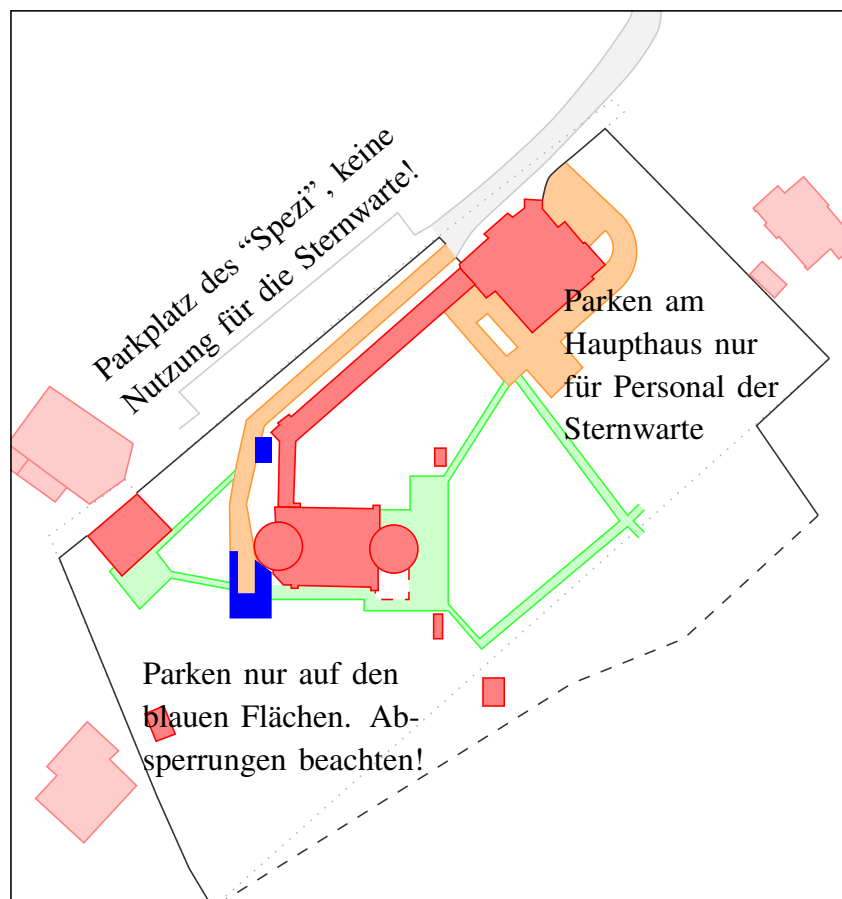 Parkplatz des “Spezi”, keine
Nutzung für die Sternwarte!
Parken am
Haupthaus nur
für Personal der
Sternwarte
Parken nur auf den
blauen Flächen. Ab-
sperrungen beachten!